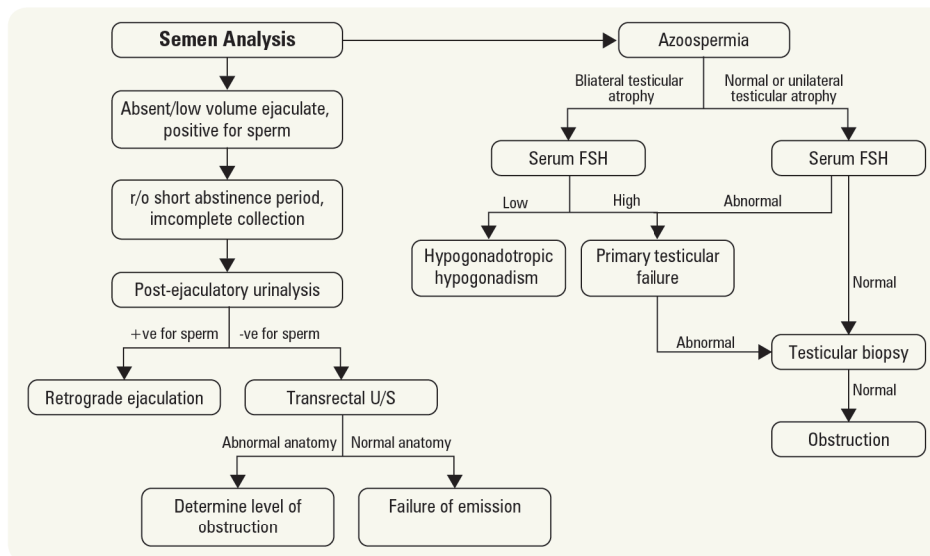 Semen Analysis
Azoospermia
Absent/low volume ejaculate,
positive for sperm
Bliateral testicular
atrophy
Normal or unilateral
testicular atrophy
Serum FSH
Serum FSH
r/o short abstinence period,
imcomplete collection
Low
High
Abnormal
Hypogonadotropic
hypogonadism
Primary testicular
failure
Normal
Post-ejaculatory urinalysis
+ve for sperm
-ve for sperm
Abnormal
Testicular biopsy
Retrograde ejaculation
Transrectal U/S
Normal
Obstruction
Abnormal anatomy
Normal anatomy
Determine level of
obstruction
Failure of emission